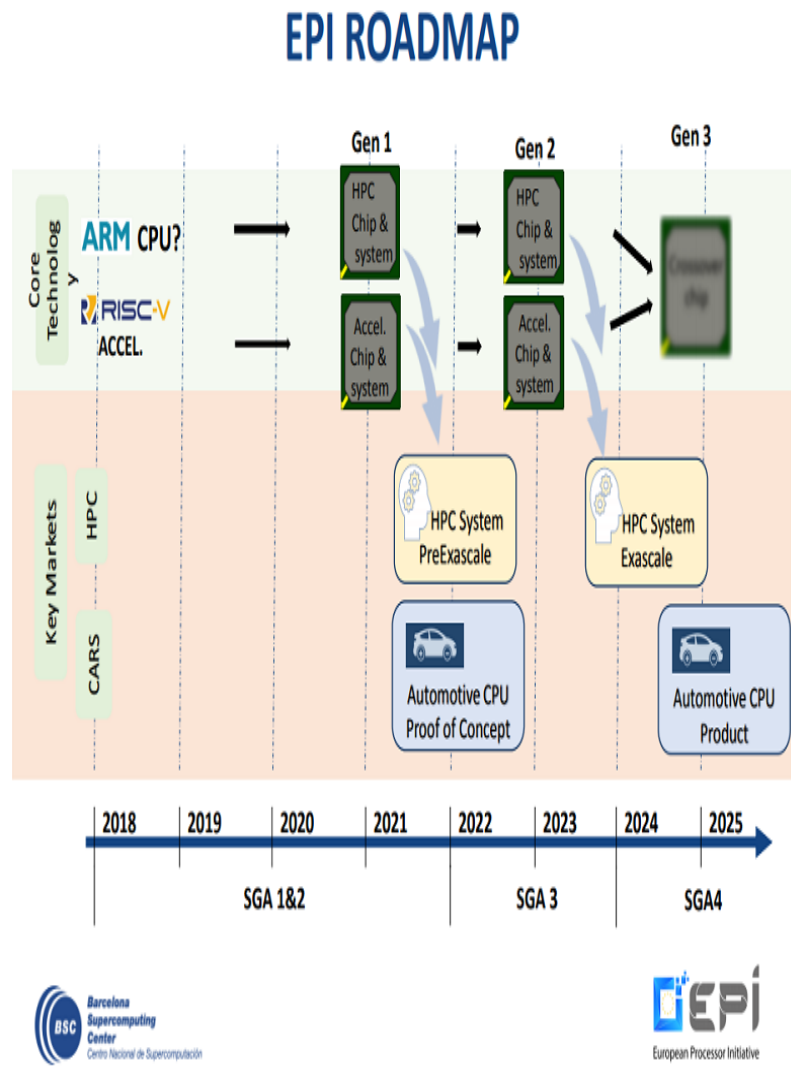 EPI ROADMAP
Gen 1
Gen 2
Gen 3
Core
Technolog
y
ARM CPU?
RISC-V
ACCEL.
HPC
Chip &
system
Accel.
Chip &
system
HPC
Chip &
system
Accel.
Chip &
system
Crossover
chip
Key Markets
HPC
CARS
HPC System
PreExascale
HPC System
Exascale
Automotive CPU
Proof of Concept
Automotive CPU
Product
2018
2019
2020
2021
2022
2023
2024
2025
SGA 1&2
SGA 3
SGA4
BSC
Barcelona
Supercomputing
Center
Centro Nacional de Supercomputación
EPI
European Processor Initiative